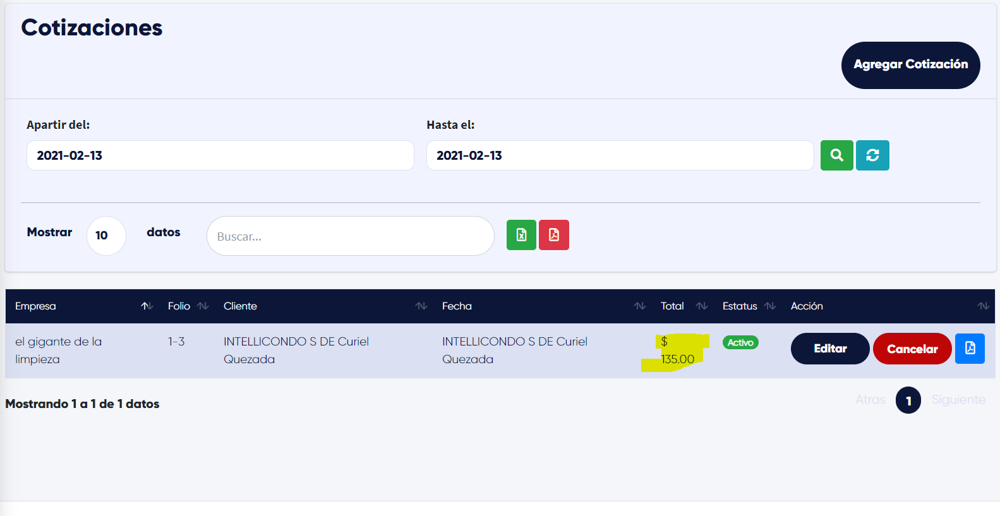 Cotizaciones
Agregar Cotización
Apartir del:
Hasta el:
2021-02-13
2021-02-13
Mostrar 10 datos Buscar...
Empresa Folio Cliente Fecha Total Estatus Acción
el gigante de la limpieza
1-3
INTELLICONDO S DE Curiel Quezada
INTELLICONDO S DE Curiel Quezada
$ 135.00
Activo
Editar
Cancelar
Mostrando 1 a 1 de 1 datos
Atras 1 Siguiente